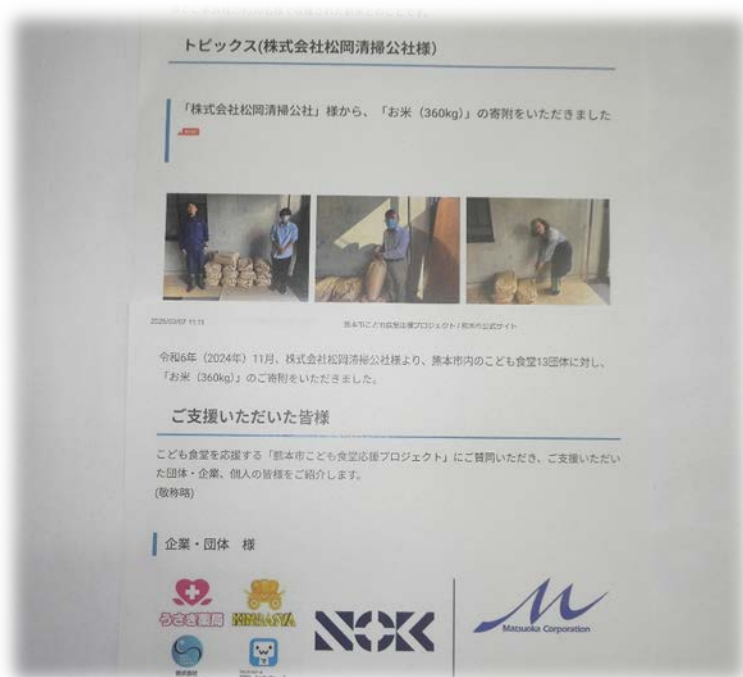 トピックス(株式会社松岡清掃公社様)
「株式会社松岡清掃公社」様から、「お米（360kg）」の寄附をいただきました
熊本市こども食堂応援プロジェクト / 熊本市公式サイト
令和6年（2024年）11月、株式会社松岡清掃公社様より、熊本市内のこども食堂13団体に対し、
「お米（360kg）」のご寄附をいただきました。
ご支援いただいた皆様
こども食堂を応援する「熊本市こども食堂応援プロジェクト」にご賛同いただき、ご支援いただい
た団体・企業、個人の皆様をご紹介します。
(敬称略)
企業・団体　様
うさぎ薬局
NOK
Matsuoka Corporation
株式会社